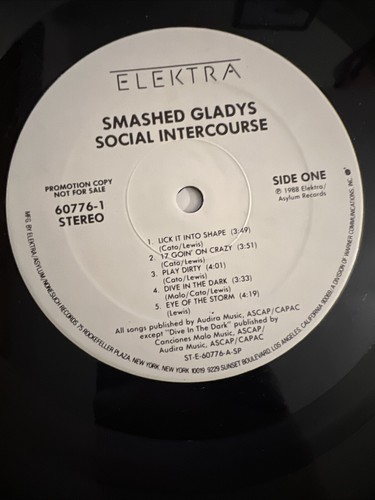 ELEKTRA
SMASHED GLADYS
SOCIAL INTERCOURSE
PROMOTION COPY
NOT FOR SALE
60776-1
STEREO
SIDE ONE
℗ 1988 Elektra/
Asylum Records
1. LICK IT INTO SHAPE (3:49)
(Cato/Lewis)
2. 17 GOIN' ON CRAZY (3:51)
(Cato/Lewis)
3. PLAY DIRTY (4:01)
(Cato/Lewis)
4. DIVE IN THE DARK (3:33)
(Malo/Cato/Lewis)
5. EYE OF THE STORM (4:19)
(Lewis)
All songs published by Audira Music, ASCAP/CAPAC
except "Dive In The Dark" published by
Canciones Malo Music, ASCAP/
Audira Music, ASCAP/CAPAC
ST-E-60776-A-SP
MFG BY ELEKTRA/ASYLUM/NONESUCH RECORDS, 75 ROCKEFELLER PLAZA, NEW YORK, NEW YORK 10019 9229 SUNSET BOULEVARD, LOS ANGELES, CALIFORNIA 90069 • A DIVISION OF WARNER COMMUNICATIONS, INC.